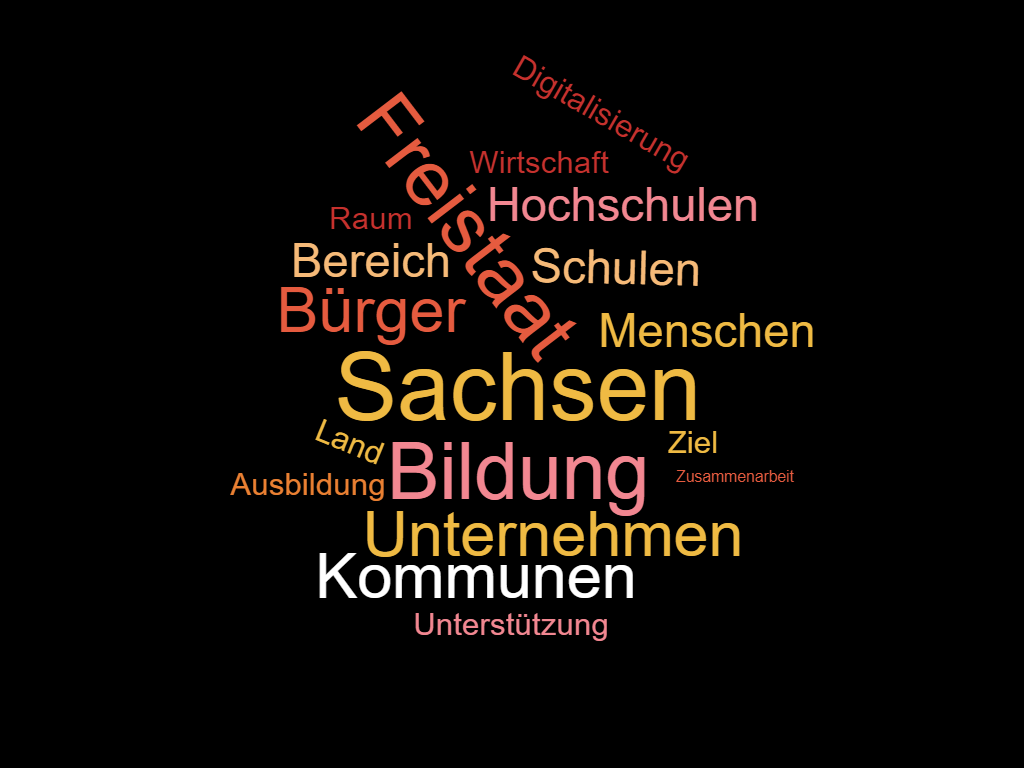 Digitalisierung
Freistaat
Wirtschaft
Hochschulen
Raum
Bereich
Schulen
Bürger
Menschen
Sachsen
Land
Ziel
Bildung
Zusammenarbeit
Ausbildung
Unternehmen
Kommunen
Unterstützung